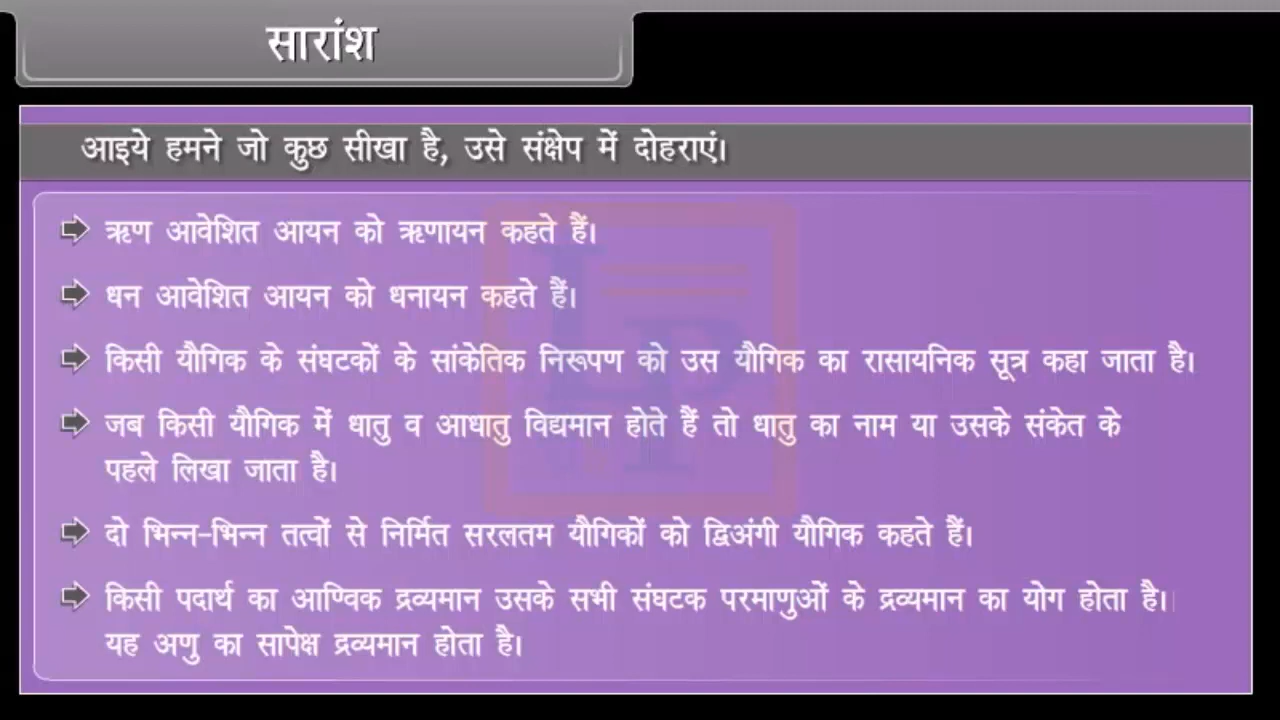 सारांश
आइये हमने जो कुछ सीखा है, उसे संक्षेप में दोहराएं।
ऋण आवेशित आयन को ऋणायन कहते हैं।
धन आवेशित आयन को धनायन कहते हैं।
किसी यौगिक के संघटकों के सांकेतिक निरूपण को उस यौगिक का रासायनिक सूत्र कहा जाता है।
जब किसी यौगिक में धातु व आधातु विद्यमान होते हैं तो धातु का नाम या उसके संकेत के
पहले लिखा जाता है।
दो भिन्न-भिन्न तत्वों से निर्मित सरलतम यौगिकों को द्विअंगी यौगिक कहते हैं।
किसी पदार्थ का आण्विक द्रव्यमान उसके सभी संघटक परमाणुओं के द्रव्यमान का योग होता है।
यह अणु का सापेक्ष द्रव्यमान होता है।